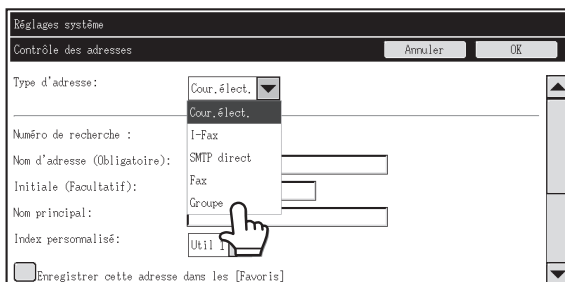 Réglages système
Contrôle des adresses
Annuler
OK
Type d'adresse:
Cour.élect.
Cour.élect.
I-Fax
SMTP direct
Fax
Groupe
Numéro de recherche :
Nom d'adresse (Obligatoire):
Initiale (Facultatif):
Nom principal:
Index personnalisé:
Util 1
Enregistrer cette adresse dans les [Favoris]